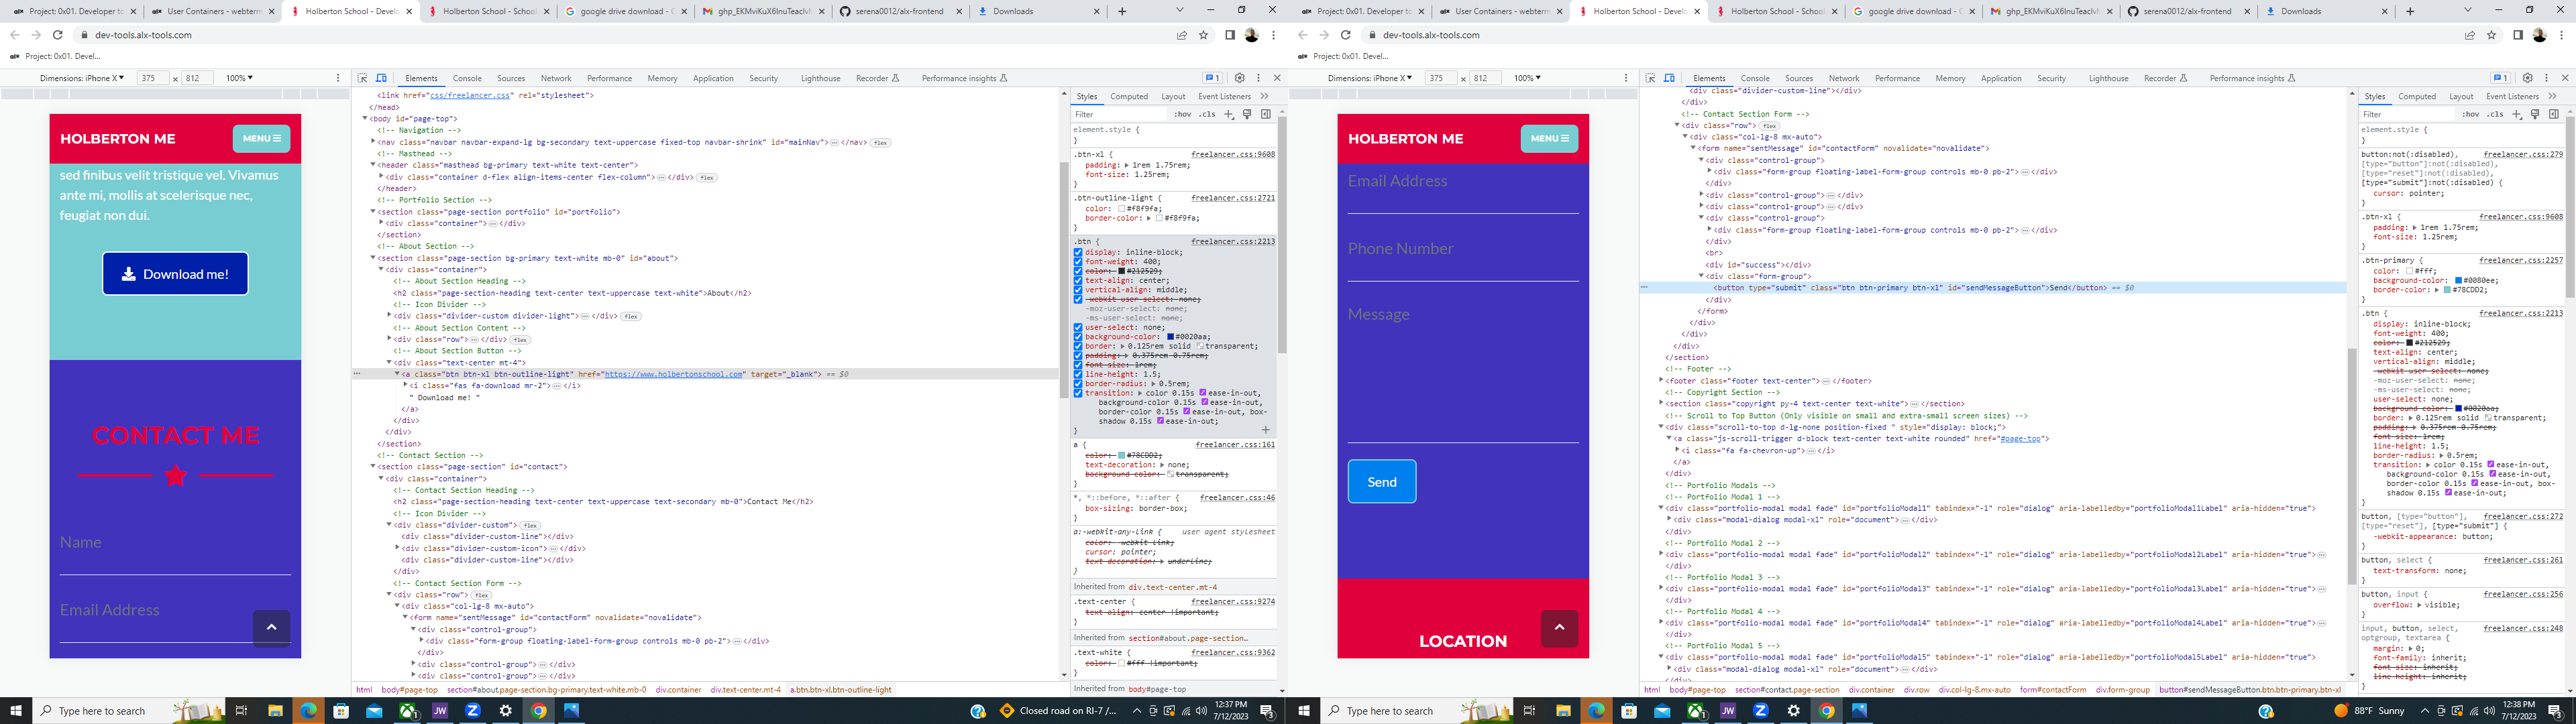 Project: 0x01. Developer to
User Containers - webterm
Holberton School - Develo
Holberton School - School
google drive download - G
ghp_EKMviKuX6InuTeaclvM
serena0012/alx-frontend
Downloads
dev-tools.alx-tools.com
Project: 0x01. Devel...
Dimensions: iPhone X 375 × 812 100%
Elements Console Sources Network Performance Memory Application Security Lighthouse Recorder Performance insights 1
HOLBERTON ME
MENU
sed finibus velit tristique vel. Vivamus
ante mi, mollis at scelerisque nec,
feugiat non dui.
Download me!
CONTACT ME
Name
Email Address
<link href="css/freelancer.css" rel="stylesheet">
</head>
<body id="page-top">
<!-- Navigation -->
<nav class="navbar navbar-expand-lg bg-secondary text-uppercase fixed-top navbar-shrink" id="mainNav">…</nav> flex
<!-- Masthead -->
<header class="masthead bg-primary text-white text-center">
<div class="container d-flex align-items-center flex-column">…</div> flex
</header>
<!-- Portfolio Section -->
<section class="page-section portfolio" id="portfolio">
<div class="container">…</div>
</section>
<!-- About Section -->
<section class="page-section bg-primary text-white mb-0" id="about">
<div class="container">
<!-- About Section Heading -->
<h2 class="page-section-heading text-center text-uppercase text-white">About</h2>
<!-- Icon Divider -->
<div class="divider-custom divider-light">…</div> flex
<!-- About Section Content -->
<div class="row">…</div> flex
<!-- About Section Button -->
<div class="text-center mt-4">
<a class="btn btn-xl btn-outline-light" href="https://www.holbertonschool.com" target="_blank"> == $0
<i class="fas fa-download mr-2">…</i>
" Download me! "
</a>
</div>
</div>
</section>
<!-- Contact Section -->
<section class="page-section" id="contact">
<div class="container">
<!-- Contact Section Heading -->
<h2 class="page-section-heading text-center text-uppercase text-secondary mb-0">Contact Me</h2>
<!-- Icon Divider -->
<div class="divider-custom"> flex
<div class="divider-custom-line"></div>
<div class="divider-custom-icon">…</div>
<div class="divider-custom-line"></div>
</div>
<!-- Contact Section Form -->
<div class="row"> flex
<div class="col-lg-8 mx-auto">
<form name="sentMessage" id="contactForm" novalidate="novalidate">
<div class="control-group">
<div class="form-group floating-label-form-group controls mb-0 pb-2">…</div>
</div>
<div class="control-group">…</div>
<div class="control-group">…</div>
html body#page-top section#about.page-section.bg-primary.text-white.mb-0 div.container div.text-center.mt-4 a.btn.btn-xl.btn-outline-light
Styles Computed Layout Event Listeners
Filter :hov .cls
element.style {
}
.btn-xl { freelancer.css:9608
padding: 1rem 1.75rem;
font-size: 1.25rem;
}
.btn-outline-light { freelancer.css:2721
color: #f8f9fa;
border-color: #f8f9fa;
}
.btn { freelancer.css:2213
display: inline-block;
font-weight: 400;
color: #212529;
text-align: center;
vertical-align: middle;
-webkit-user-select: none;
-moz-user-select: none;
-ms-user-select: none;
user-select: none;
background-color: #0020aa;
border: 0.125rem solid transparent;
padding: 0.375rem 0.75rem;
font-size: 1rem;
line-height: 1.5;
border-radius: 0.5rem;
transition: color 0.15s ease-in-out,
background-color 0.15s ease-in-out,
border-color 0.15s ease-in-out, box-
shadow 0.15s ease-in-out;
}
a { freelancer.css:161
color: #78CDD2;
text-decoration: none;
background-color: transparent;
}
*, *::before, *::after { freelancer.css:46
box-sizing: border-box;
}
a:-webkit-any-link { user agent stylesheet
color: -webkit-link;
cursor: pointer;
text-decoration: underline;
}
Inherited from div.text-center.mt-4
.text-center { freelancer.css:9274
text-align: center !important;
}
Inherited from section#about.page-section…
.text-white { freelancer.css:9362
color: #fff !important;
}
Inherited from body#page-top
Type here to search
Closed road on RI-7 /...
12:37 PM
7/12/2023
Project: 0x01. Developer to
User Containers - webterm
Holberton School - Develo
Holberton School - School
google drive download - G
ghp_EKMviKuX6InuTeaclvM
serena0012/alx-frontend
Downloads
dev-tools.alx-tools.com
Project: 0x01. Devel...
Dimensions: iPhone X 375 × 812 100%
Elements Console Sources Network Performance Memory Application Security Lighthouse Recorder Performance insights 1
HOLBERTON ME
MENU
Email Address
Phone Number
Message
Send
LOCATION
<div class="divider-custom-line"></div>
</div>
<!-- Contact Section Form -->
<div class="row"> flex
<div class="col-lg-8 mx-auto">
<form name="sentMessage" id="contactForm" novalidate="novalidate">
<div class="control-group">
<div class="form-group floating-label-form-group controls mb-0 pb-2">…</div>
</div>
<div class="control-group">…</div>
<div class="control-group">…</div>
<div class="control-group">
<div class="form-group floating-label-form-group controls mb-0 pb-2">…</div>
</div>
<br>
<div id="success"></div>
<div class="form-group">
<button type="submit" class="btn btn-primary btn-xl" id="sendMessageButton">Send</button> == $0
</div>
</form>
</div>
</div>
</div>
</section>
<!-- Footer -->
<footer class="footer text-center">…</footer>
<!-- Copyright Section -->
<section class="copyright py-4 text-center text-white">…</section>
<!-- Scroll to Top Button (Only visible on small and extra-small screen sizes) -->
<div class="scroll-to-top d-lg-none position-fixed " style="display: block;">
<a class="js-scroll-trigger d-block text-center text-white rounded" href="#page-top">
<i class="fa fa-chevron-up">…</i>
</a>
</div>
<!-- Portfolio Modals -->
<!-- Portfolio Modal 1 -->
<div class="portfolio-modal modal fade" id="portfolioModal1" tabindex="-1" role="dialog" aria-labelledby="portfolioModal1Label" aria-hidden="true">
<div class="modal-dialog modal-xl" role="document">…</div>
</div>
<!-- Portfolio Modal 2 -->
<div class="portfolio-modal modal fade" id="portfolioModal2" tabindex="-1" role="dialog" aria-labelledby="portfolioModal2Label" aria-hidden="true">…
</div>
<!-- Portfolio Modal 3 -->
<div class="portfolio-modal modal fade" id="portfolioModal3" tabindex="-1" role="dialog" aria-labelledby="portfolioModal3Label" aria-hidden="true">…
</div>
<!-- Portfolio Modal 4 -->
<div class="portfolio-modal modal fade" id="portfolioModal4" tabindex="-1" role="dialog" aria-labelledby="portfolioModal4Label" aria-hidden="true">…
</div>
<!-- Portfolio Modal 5 -->
<div class="portfolio-modal modal fade" id="portfolioModal5" tabindex="-1" role="dialog" aria-labelledby="portfolioModal5Label" aria-hidden="true">
<div class="modal-dialog modal-xl" role="document">…</div>
</div>
html body#page-top section#contact.page-section div.container div.row div.col-lg-8.mx-auto form#contactForm div.form-group button#sendMessageButton.btn.btn-primary.btn-xl
Styles Computed Layout Event Listeners
Filter :hov .cls
element.style {
}
button:not(:disabled), freelancer.css:279
[type="button"]:not(:disabled),
[type="reset"]:not(:disabled),
[type="submit"]:not(:disabled) {
cursor: pointer;
}
.btn-xl { freelancer.css:9608
padding: 1rem 1.75rem;
font-size: 1.25rem;
}
.btn-primary { freelancer.css:2257
color: #fff;
background-color: #0080ee;
border-color: #78CDD2;
}
.btn { freelancer.css:2213
display: inline-block;
font-weight: 400;
color: #212529;
text-align: center;
vertical-align: middle;
-webkit-user-select: none;
-moz-user-select: none;
-ms-user-select: none;
user-select: none;
background-color: #0020aa;
border: 0.125rem solid transparent;
padding: 0.375rem 0.75rem;
font-size: 1rem;
line-height: 1.5;
border-radius: 0.5rem;
transition: color 0.15s ease-in-out,
background-color 0.15s ease-in-out,
border-color 0.15s ease-in-out, box-
shadow 0.15s ease-in-out;
}
button, [type="button"], freelancer.css:272
[type="reset"], [type="submit"] {
-webkit-appearance: button;
}
button, select { freelancer.css:261
text-transform: none;
}
button, input { freelancer.css:256
overflow: visible;
}
input, button, select, freelancer.css:248
optgroup, textarea {
margin: 0;
font-family: inherit;
font-size: inherit;
line-height: inherit;
}
Type here to search
88°F Sunny
12:38 PM
7/12/2023